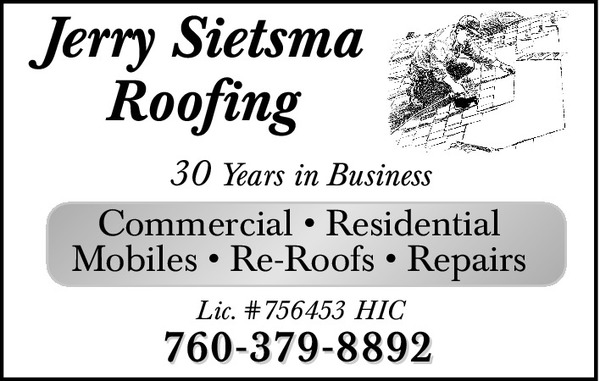 Jerry Sietsma
Roofing
30 Years in Business
Commercial • Residential
Mobiles • Re-Roofs • Repairs
Lic. #756453 HIC
760-379-8892